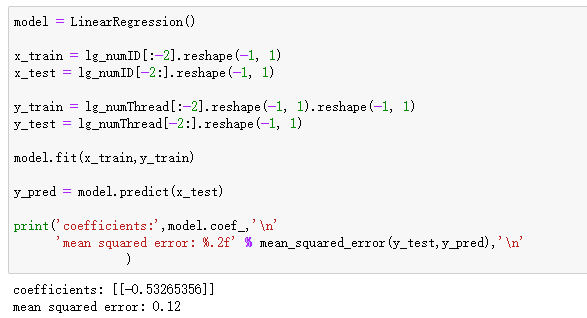 model = LinearRegression()
x_train = lg_numID[:-2].reshape(-1, 1)
x_test = lg_numID[-2:].reshape(-1, 1)
y_train = lg_numThread[:-2].reshape(-1, 1).reshape(-1, 1)
y_test = lg_numThread[-2:].reshape(-1, 1)
model.fit(x_train,y_train)
y_pred = model.predict(x_test)
print('coefficients:',model.coef_,'\n'
'mean squared error: %.2f' % mean_squared_error(y_test,y_pred),'\n'
)
coefficients: [[-0.53265356]]
mean squared error: 0.12